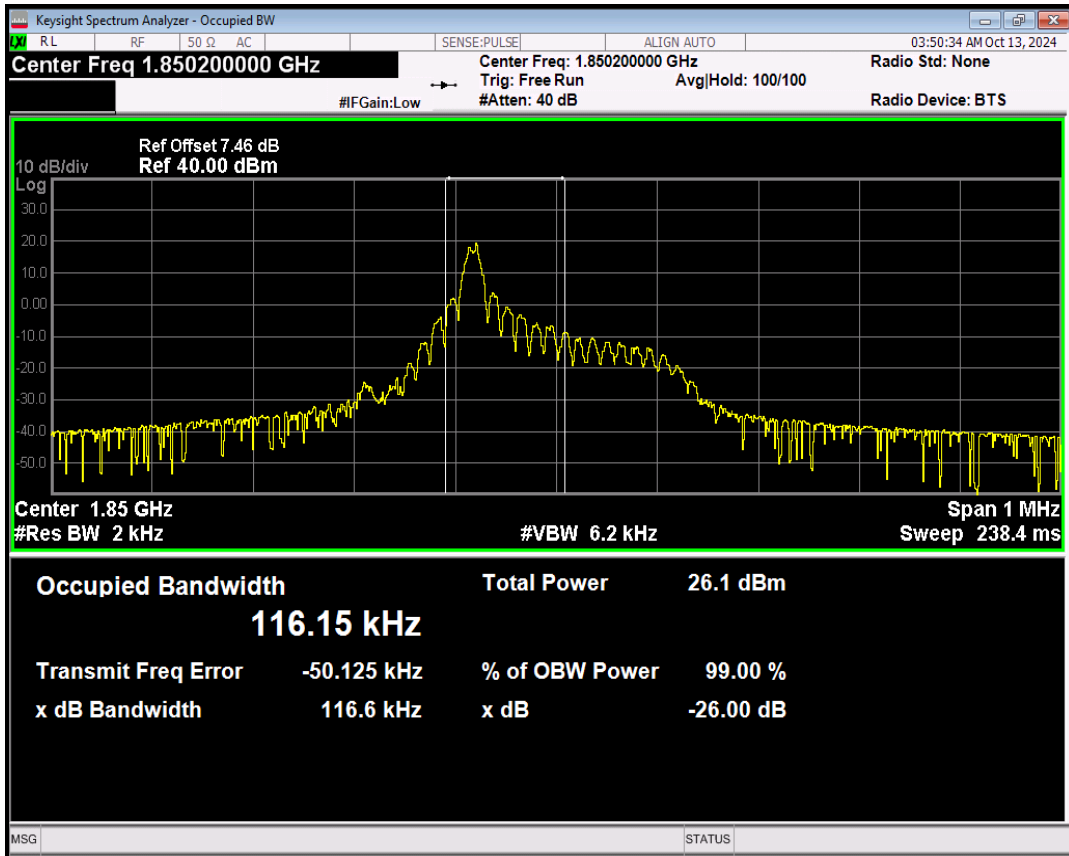 Keysight Spectrum Analyzer - Occupied BW
LXI RL RF 50 Ω AC SENSE:PULSE ALIGN AUTO 03:50:34 AM Oct 13, 2024
Center Freq 1.850200000 GHz Center Freq: 1.850200000 GHz Radio Std: None
Trig: Free Run Avg|Hold: 100/100
#IFGain:Low #Atten: 40 dB Radio Device: BTS
Ref Offset 7.46 dB
10 dB/div Ref 40.00 dBm
Log
30.0
20.0
10.0
0.00
-10.0
-20.0
-30.0
-40.0
-50.0
Center 1.85 GHz Span 1 MHz
#Res BW 2 kHz #VBW 6.2 kHz Sweep 238.4 ms
Occupied Bandwidth Total Power 26.1 dBm
116.15 kHz
Transmit Freq Error -50.125 kHz % of OBW Power 99.00 %
x dB Bandwidth 116.6 kHz x dB -26.00 dB
MSG STATUS